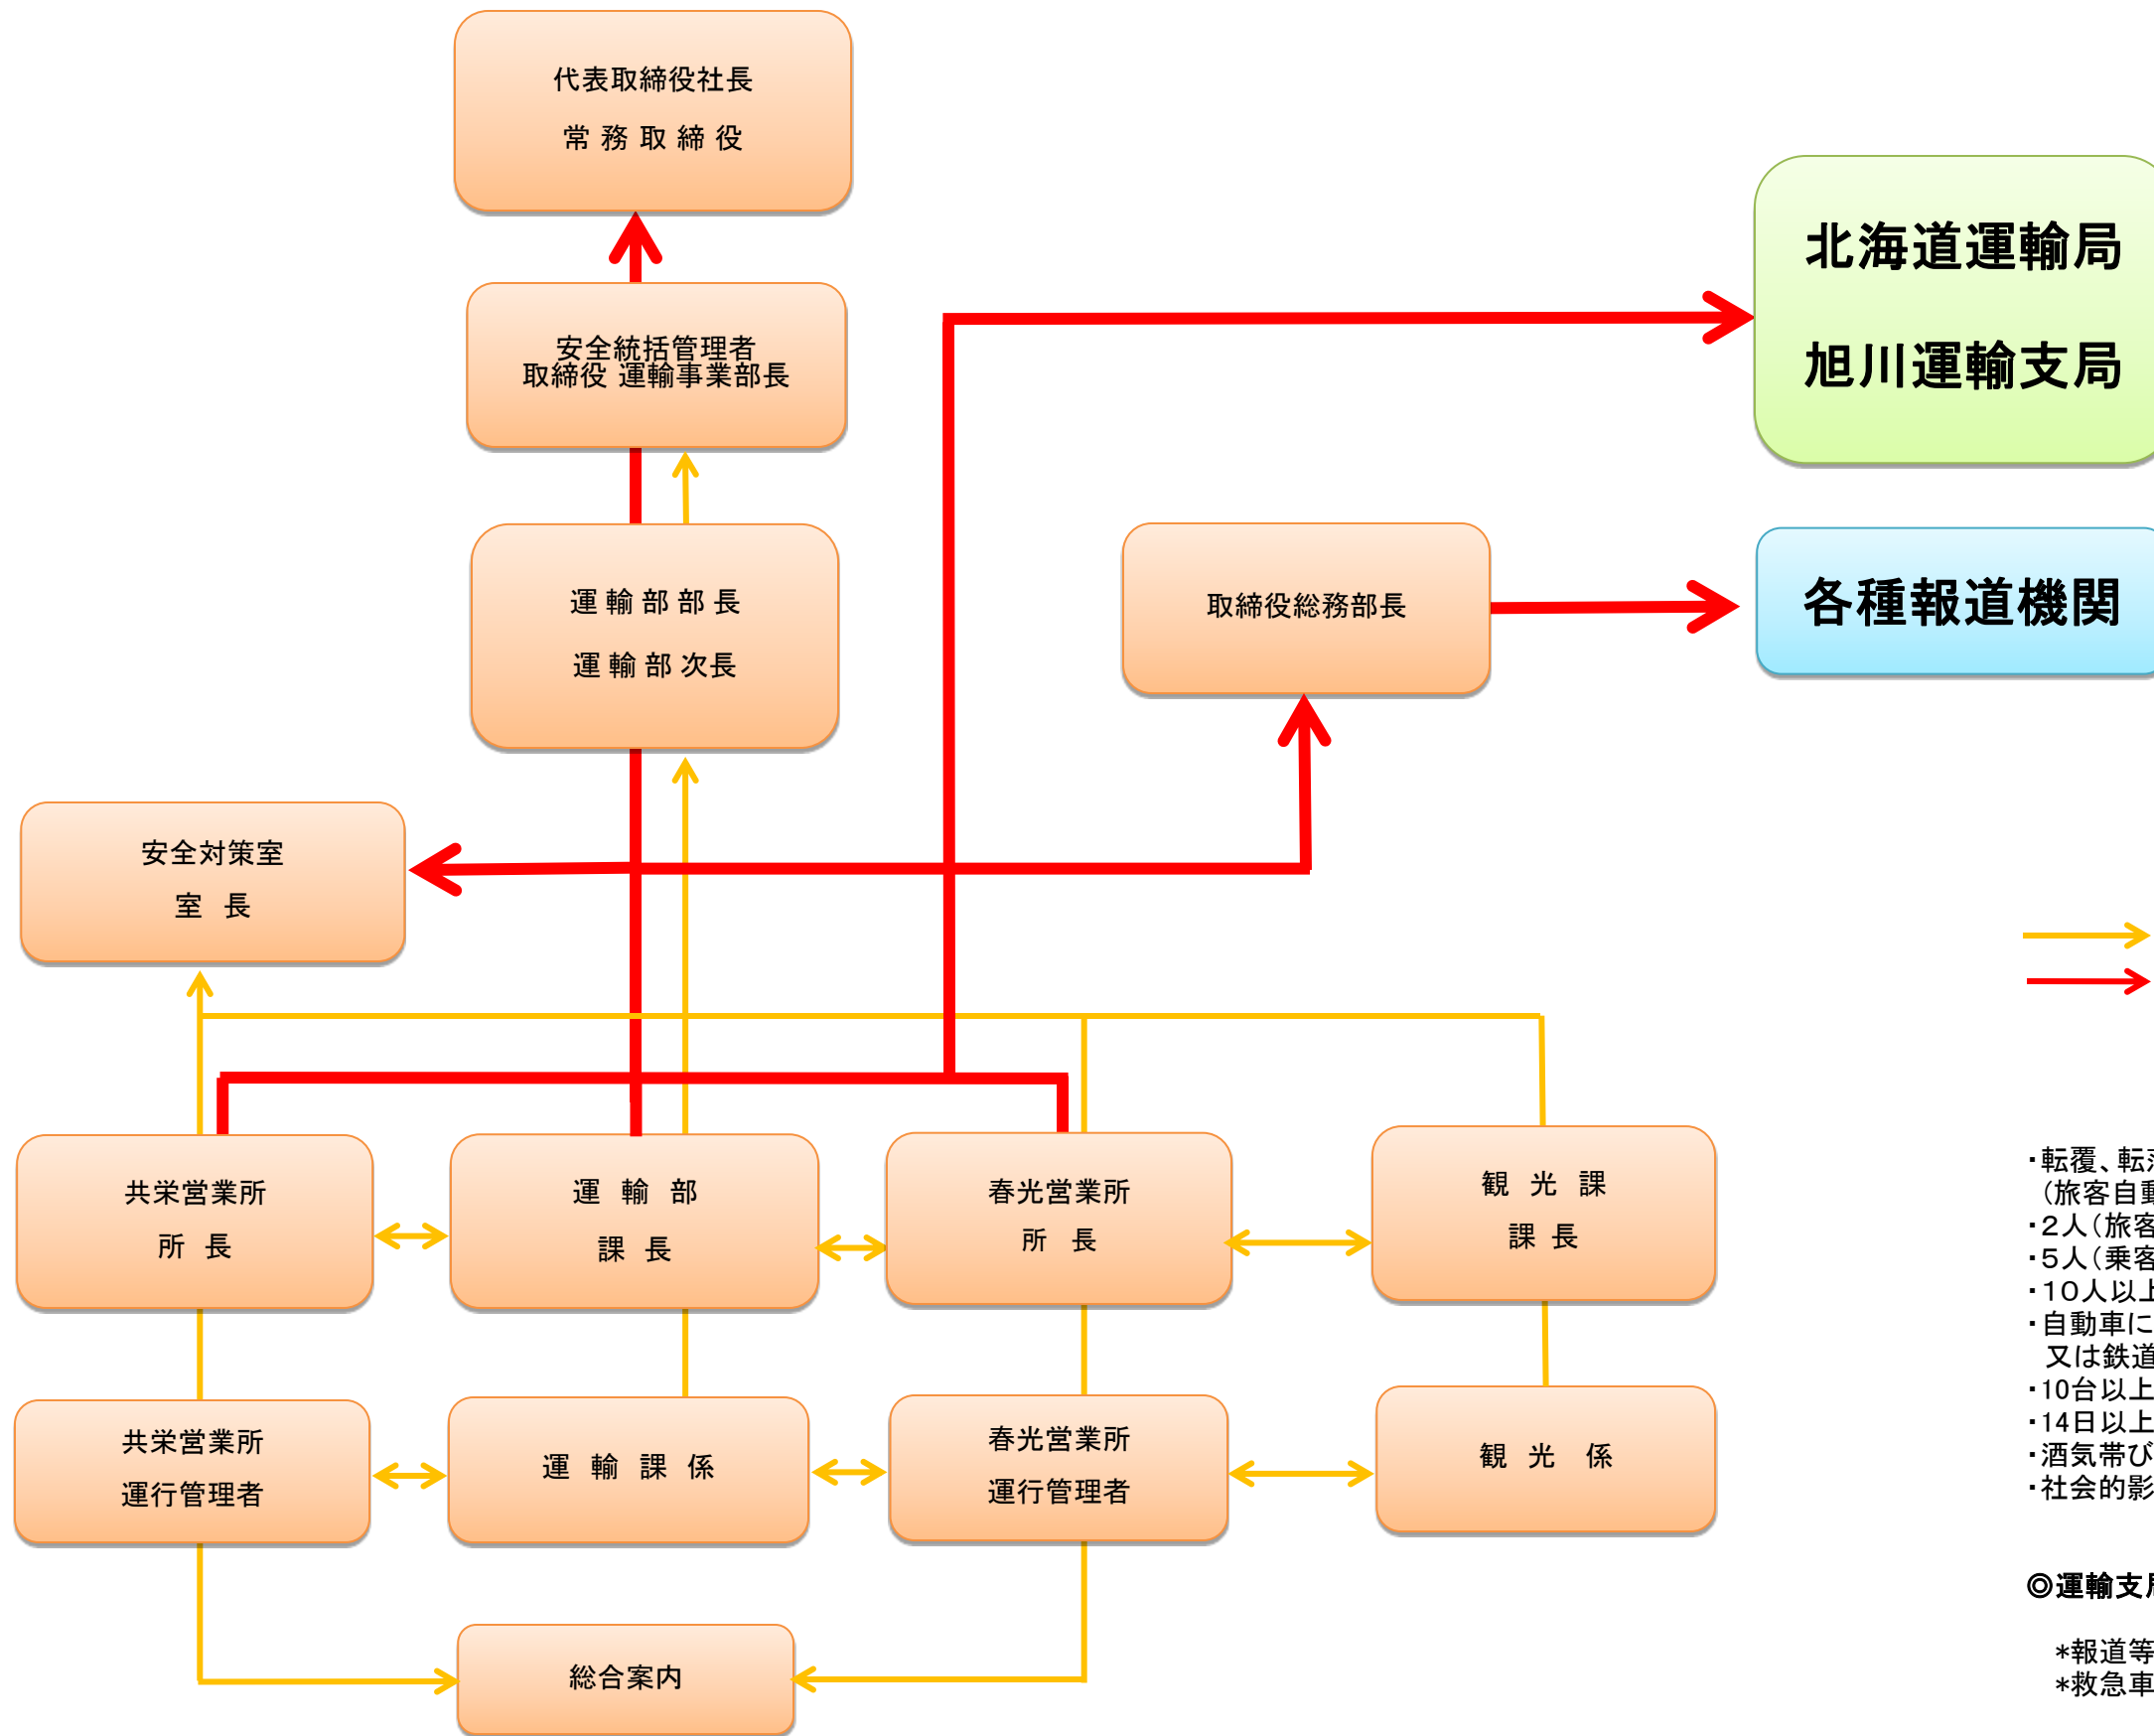 代表取締役社長
常 務 取 締 役
北海道運輸局
旭川運輸支局
安全統括管理者
取締役 運輸事業部長
運 輸 部 部 長
運 輸 部 次長
取締役総務部長
各種報道機関
安全対策室
室 長
共栄営業所
所 長
運 輸 部
課 長
春光営業所
所 長
観 光 課
課 長
共栄営業所
運行管理者
運 輸 課 係
春光営業所
運行管理者
観 光 係
総合案内
・転覆、転
(旅客自
・2人(旅客
・5人(乗客
・10人以
・自動車に
又は鉄道
・10台以上
・14日以上
・酒気帯び
・社会的影
◎運輸支
*報道等
*救急車